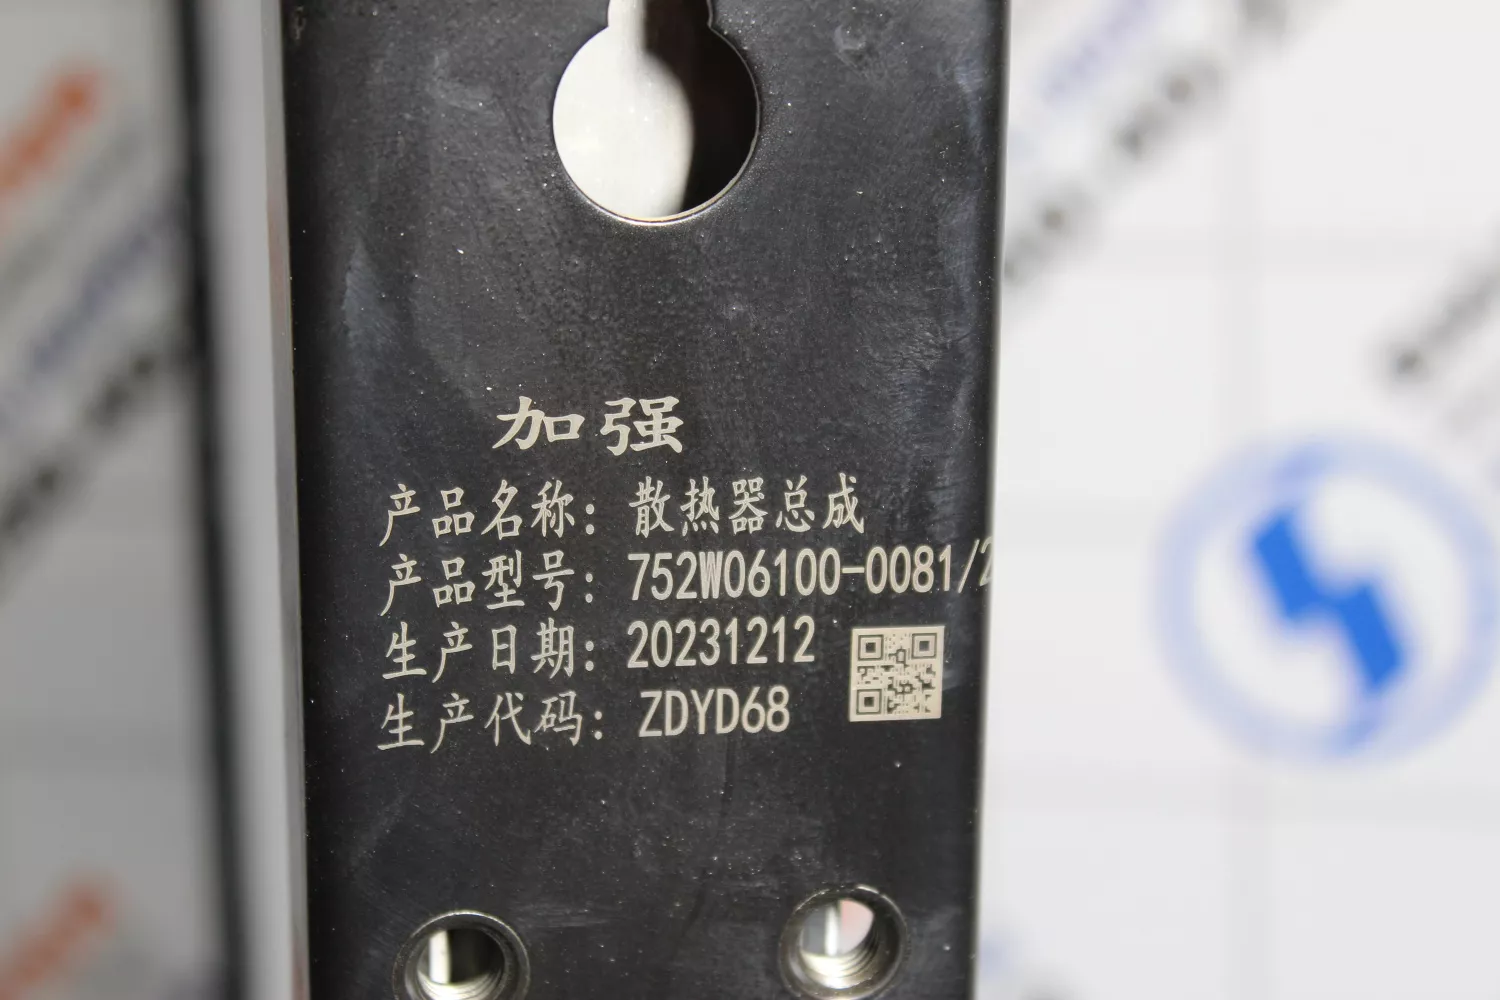 加强
产品名称：散热器总成
产品型号：752W06100-0081/2
生产日期：20231212
生产代码：ZDYD68